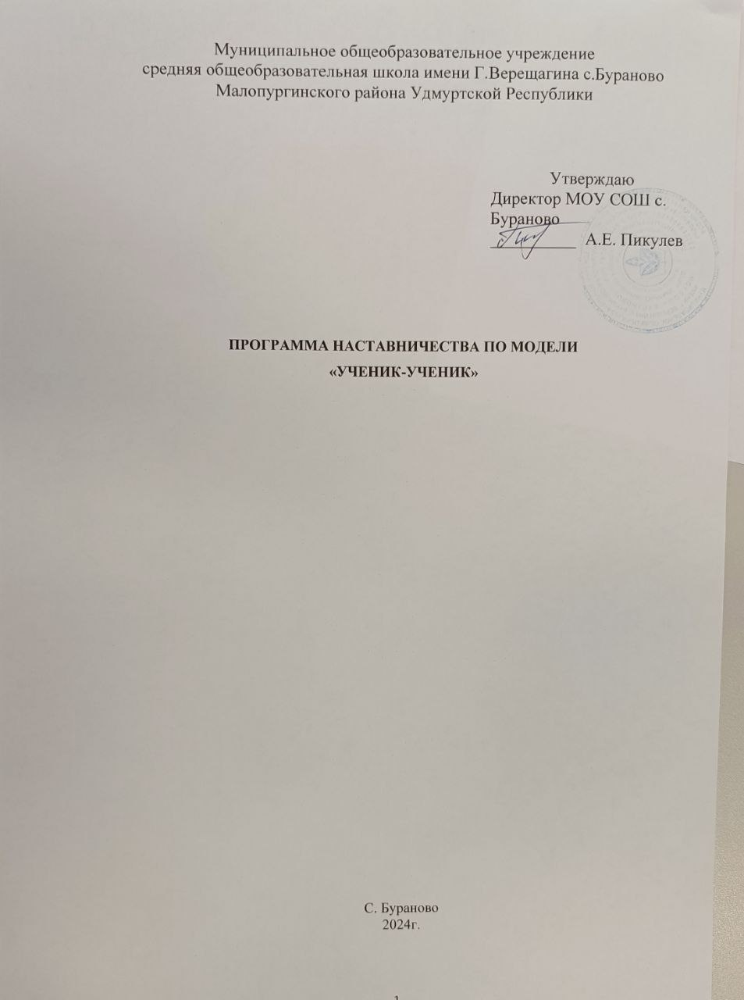 Муниципальное общеобразовательное учреждение
средняя общеобразовательная школа имени Г.Верещагина с.Бураново
Малопургинского района Удмуртской Республики
Утверждаю
Директор МОУ СОШ с.
Бураново
А.Е. Пикулев
ПРОГРАММА НАСТАВНИЧЕСТВА ПО МОДЕЛИ
«УЧЕНИК-УЧЕНИК»
С. Бураново
2024г.
1